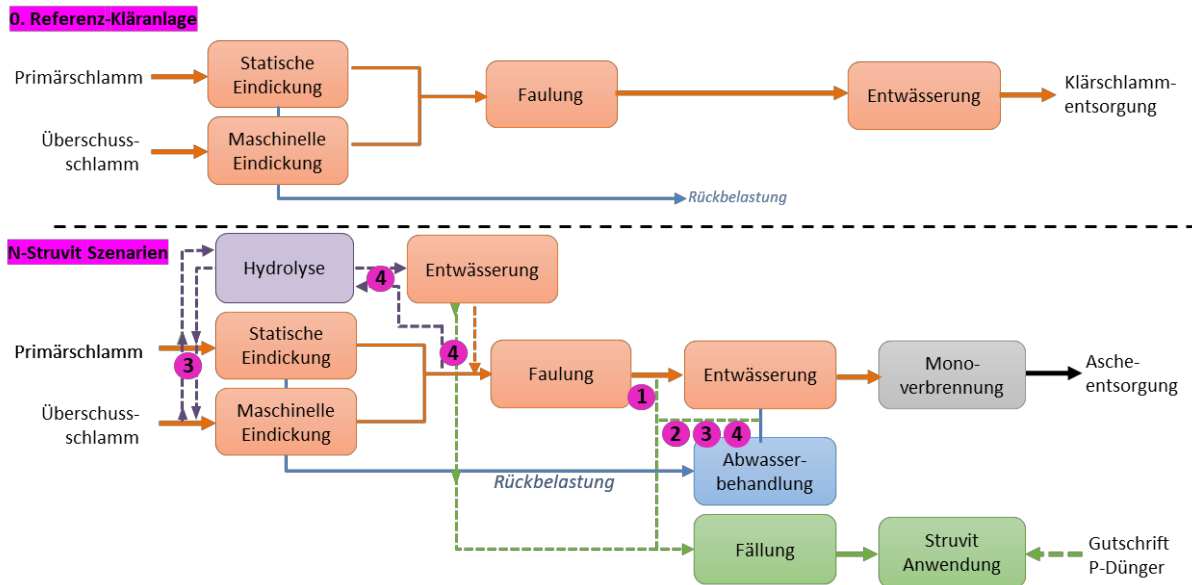 0. Referenz-Kläranlage
Primärschlamm
Statische
Eindickung
Faulung
Entwässerung
Klärschlamm-
entsorgung
Überschuss-
schlamm
Maschinelle
Eindickung
Rückbelastung
N-Struvit Szenarien
Hydrolyse
4
Entwässerung
Primärschlamm
3
Statische
Eindickung
4
Faulung
Entwässerung
Mono-
verbrennung
Asche-
entsorgung
1
Überschuss-
schlamm
Maschinelle
Eindickung
2 3 4
Rückbelastung
Abwasser-
behandlung
Fällung
Struvit
Anwendung
Gutschrift
P-Dünger